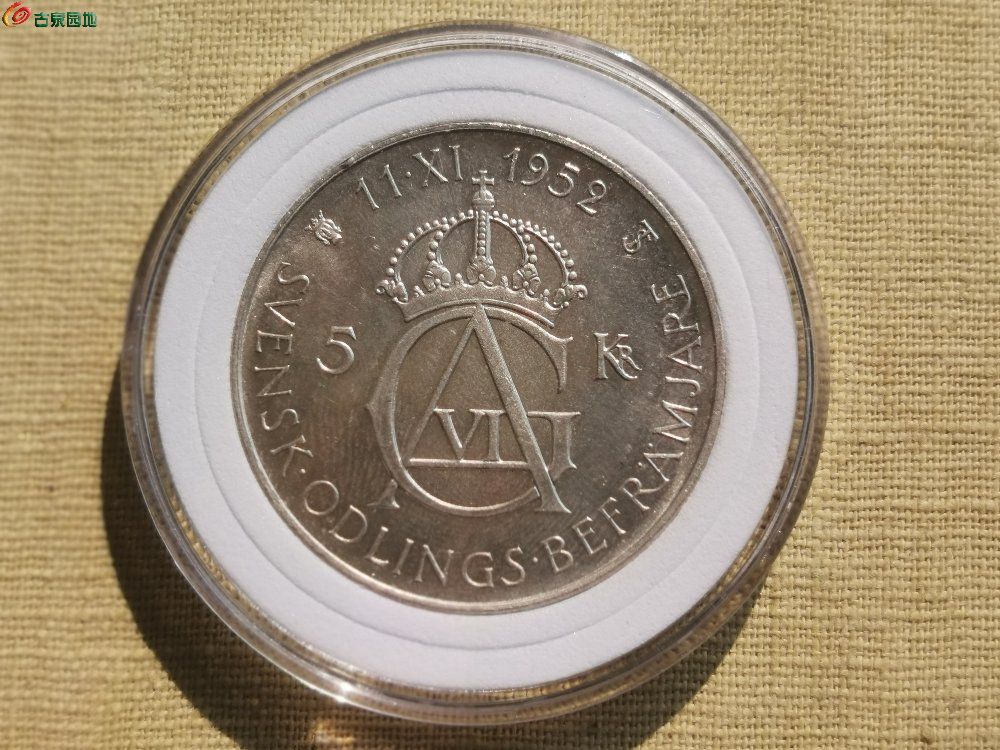 古泉园地
11·XI 1952
5 KR
VI G A
SVENSK·ODLINGS·BEFRÄMJARE